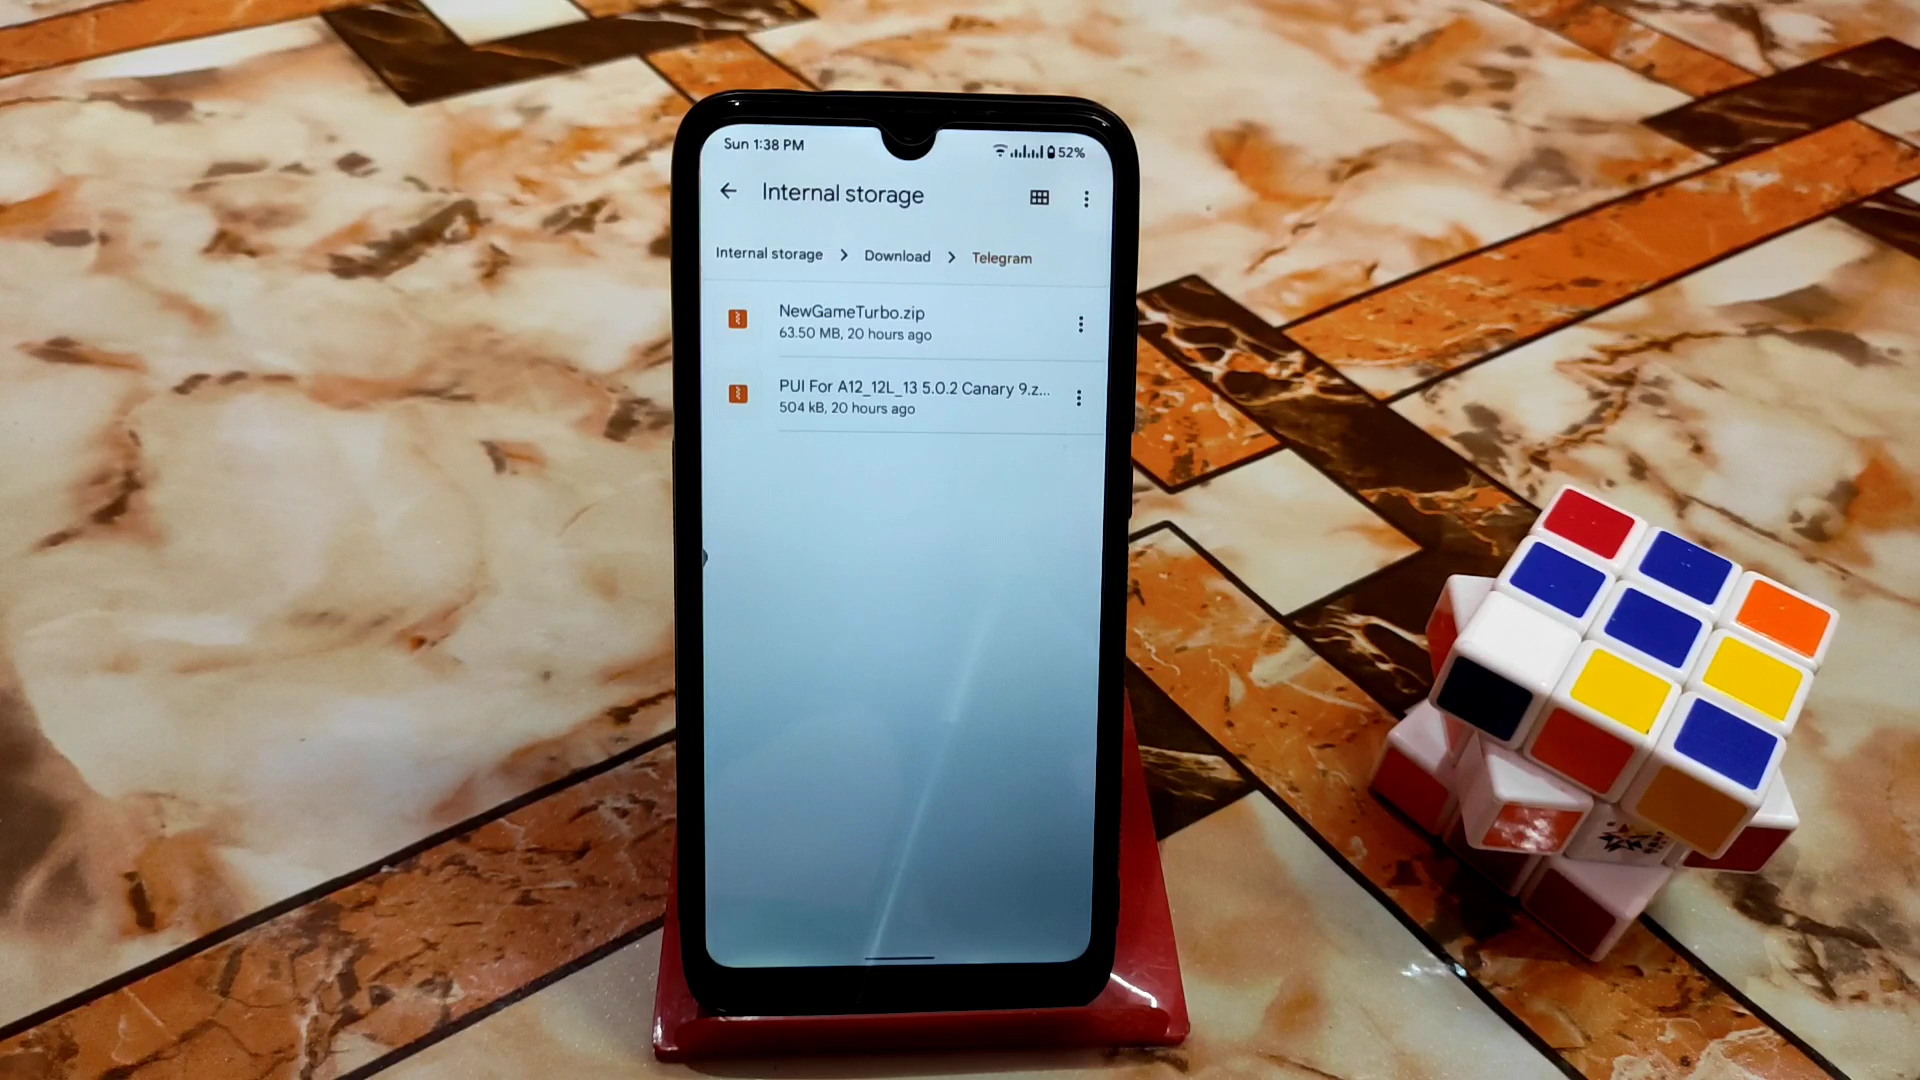 Sun 1:38 PM
52%
Internal storage
Internal storage > Download > Telegram
NewGameTurbo.zip
63.50 MB, 20 hours ago
PUI For A12_12L_13 5.0.2 Canary 9.z...
504 kB, 20 hours ago